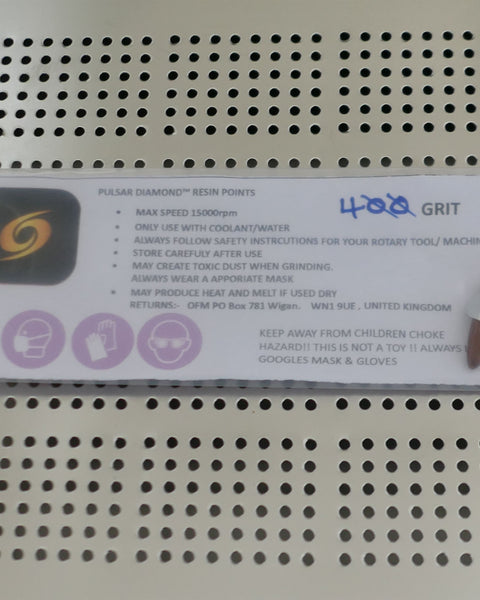 PULSAR DIAMOND™ RESIN POINTS
400 GRIT
• MAX SPEED 15000rpm
• ONLY USE WITH COOLANT/WATER
• ALWAYS FOLLOW SAFETY INSTRCUTIONS FOR YOUR ROTARY TOOL/ MACHIN
• STORE CAREFULY AFTER USE
• MAY CREATE TOXIC DUST WHEN GRINDING.
ALWAYS WEAR A APPORIATE MASK
• MAY PRODUCE HEAT AND MELT IF USED DRY
RETURNS:- OFM PO Box 781 Wigan. WN1 9UE , UNITED KINGDOM
KEEP AWAY FROM CHILDREN CHOKE
HAZARD!! THIS IS NOT A TOY !! ALWAYS
GOOGLES MASK & GLOVES